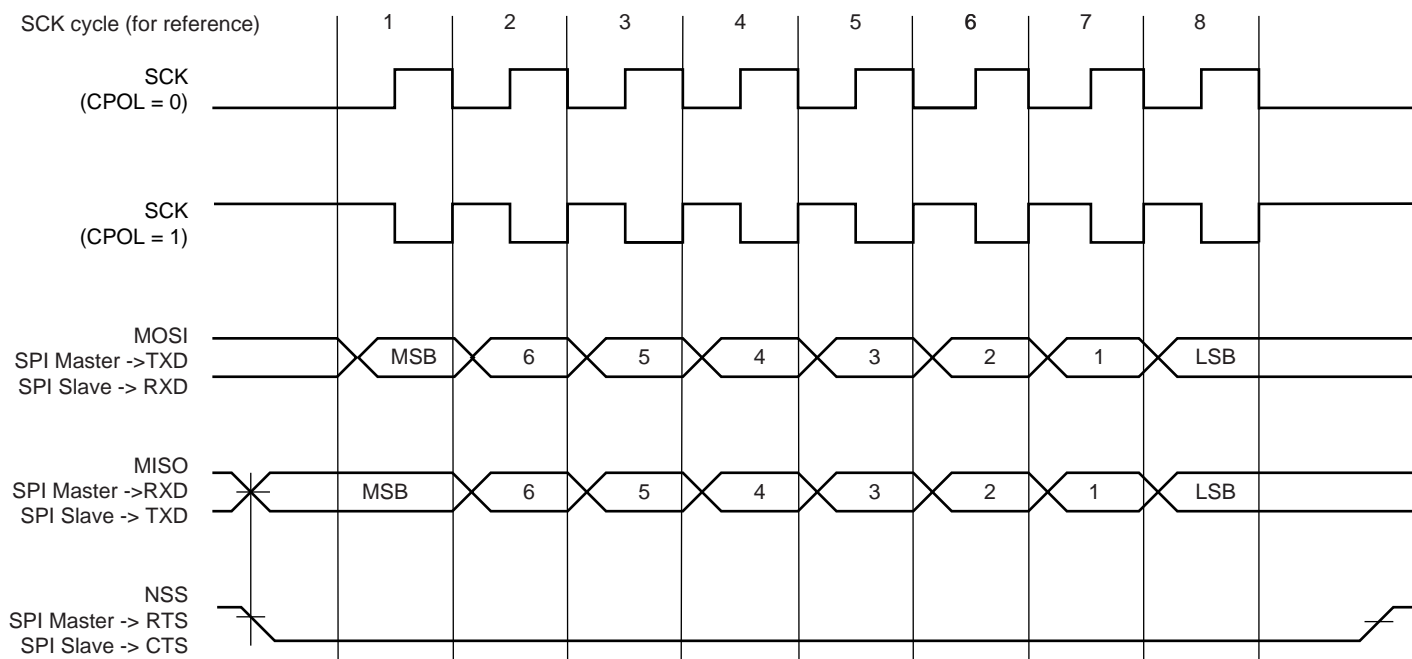 SCK cycle (for reference) 1 2 3 4 5 6 7 8
SCK
(CPOL = 0)
SCK
(CPOL = 1)
MOSI
SPI Master ->TXD
SPI Slave -> RXD
MSB 6 5 4 3 2 1 LSB
MISO
SPI Master ->RXD
SPI Slave -> TXD
MSB 6 5 4 3 2 1 LSB
NSS
SPI Master -> RTS
SPI Slave -> CTS